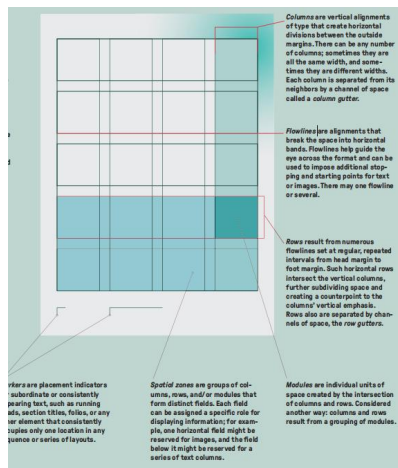 Columns are vertical alignments
of type that create horizontal
divisions between the outside
margins. There can be any number
of columns; sometimes they are
all the same width, and some-
times they are different widths.
Each column is separated from its
neighbors by a channel of space
called a column gutter.
Flowlines are alignments that
break the space into horizontal
bands. Flowlines help guide the
eye across the format and can be
used to impose additional stop-
ping and starting points for text
or images. There may one flowline
or several.
Rows result from numerous
flowlines set at regular, repeated
intervals from head margin to
foot margin. Such horizontal rows
intersect the vertical columns,
further subdividing space and
creating a counterpoint to the
columns' vertical emphasis.
Rows also are separated by chan-
nels of space, the row gutters.
rkers are placement indicators
subordinate or consistently
pearing text, such as running
ads, section titles, folios, or any
her element that consistently
cupies only one location in any
quence or series of layouts.
Spatial zones are groups of col-
umns, rows, and/or modules that
form distinct fields. Each field
can be assigned a specific role for
displaying information; for exam-
ple, one horizontal field might be
reserved for images, and the field
below it might be reserved for a
series of text columns.
Modules are individual units of
space created by the intersection
of columns and rows. Considered
another way: columns and rows
result from a grouping of modules.